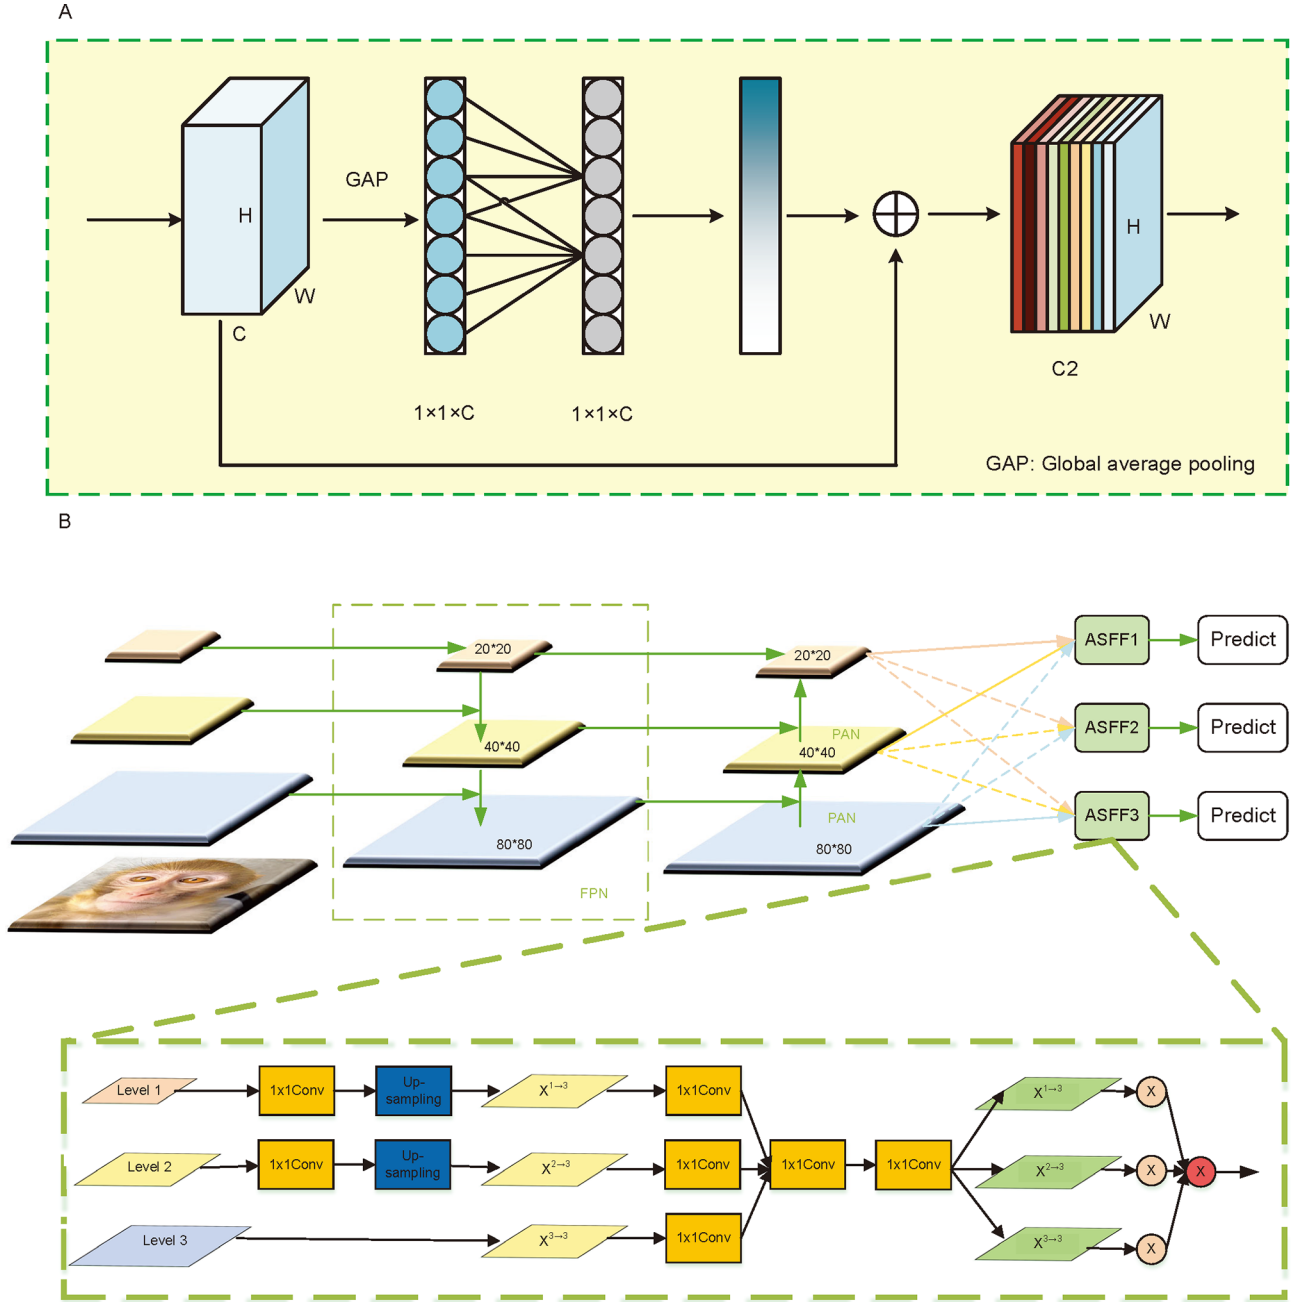 A
H
W
C
GAP
1×1×C
1×1×C
H
W
C2
GAP: Global average pooling
B
20*20
20*20
ASFF1
Predict
40*40
PAN
40*40
ASFF2
Predict
80*80
PAN
80*80
ASFF3
Predict
FPN
Level 1
1x1Conv
Up-
sampling
X1→3
1x1Conv
X1→3
X
Level 2
1x1Conv
Up-
sampling
X2→3
1x1Conv
1x1Conv
1x1Conv
X2→3
X
X
Level 3
X3→3
1x1Conv
X3→3
X